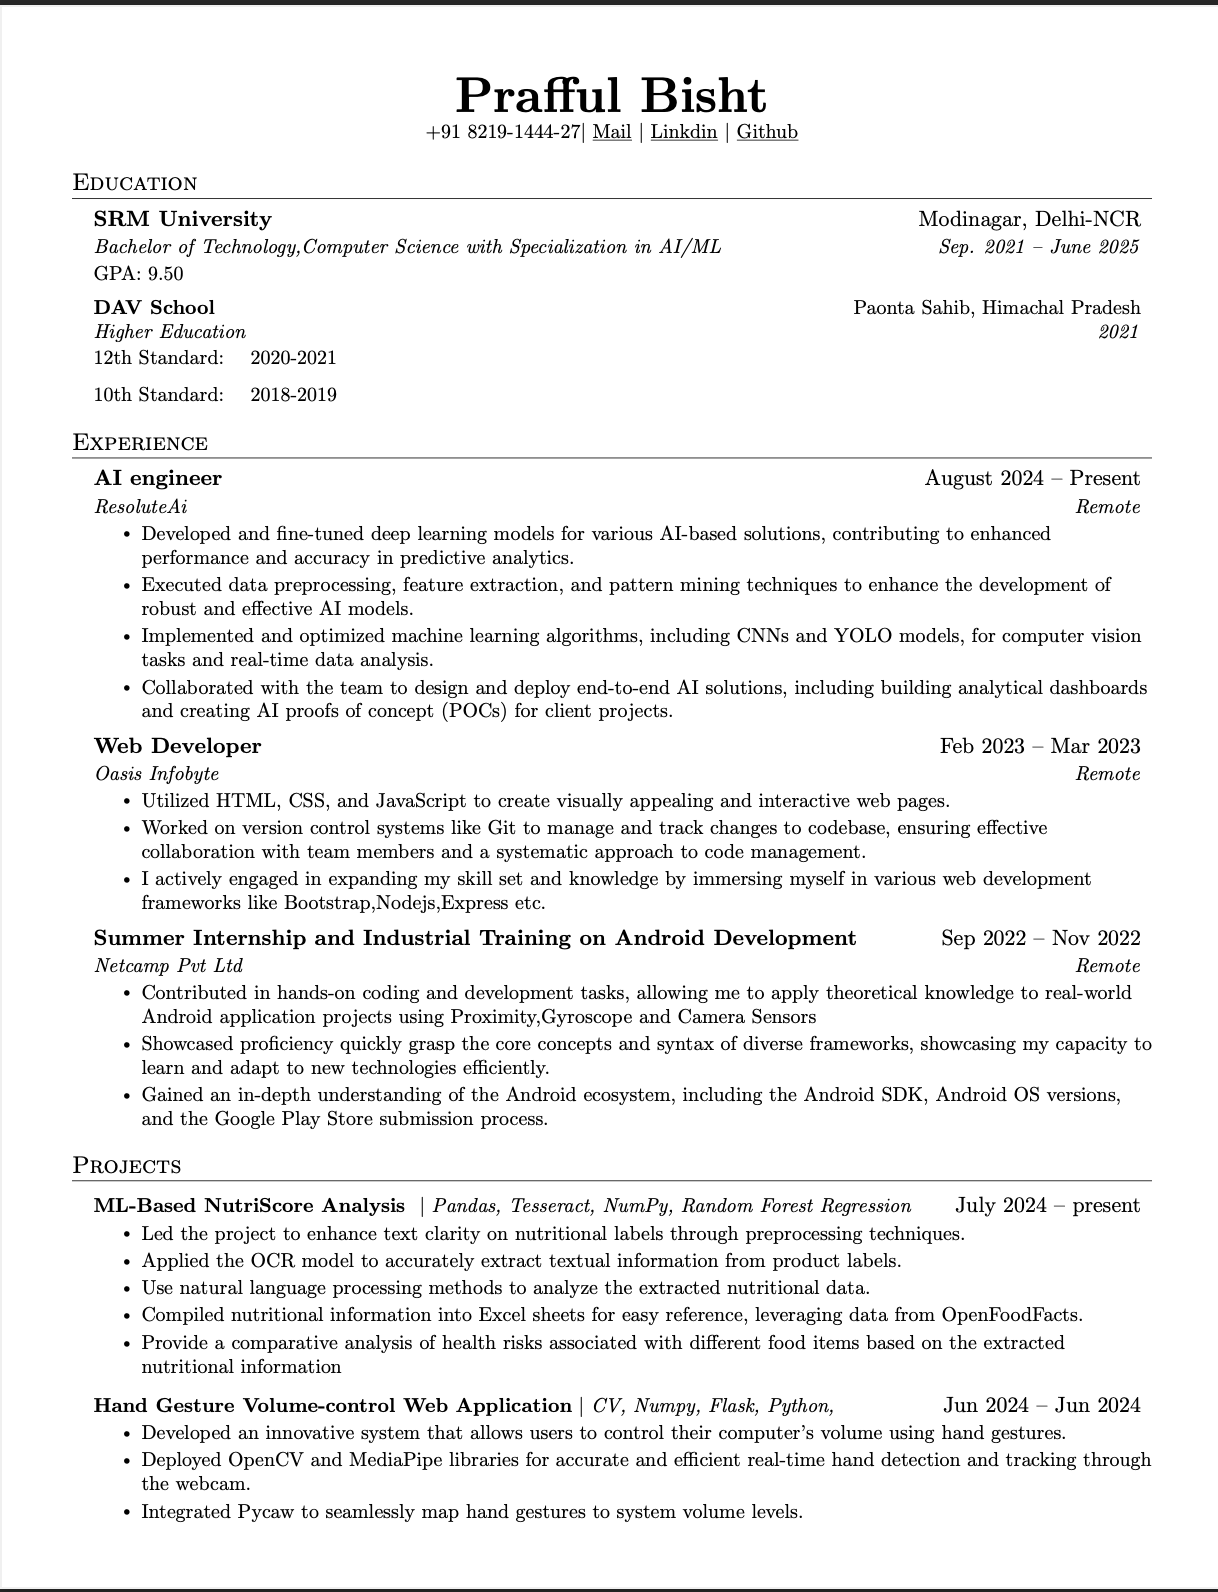 Prafful Bisht
+91 8219-1444-27| Mail | Linkdin | Github
Education
SRM University Modinagar, Delhi-NCR
Bachelor of Technology,Computer Science with Specialization in AI/ML Sep. 2021 – June 2025
GPA: 9.50
DAV School Paonta Sahib, Himachal Pradesh
Higher Education 2021
12th Standard: 2020-2021
10th Standard: 2018-2019
Experience
AI engineer August 2024 – Present
ResoluteAi Remote
• Developed and fine-tuned deep learning models for various AI-based solutions, contributing to enhanced
performance and accuracy in predictive analytics.
• Executed data preprocessing, feature extraction, and pattern mining techniques to enhance the development of
robust and effective AI models.
• Implemented and optimized machine learning algorithms, including CNNs and YOLO models, for computer vision
tasks and real-time data analysis.
• Collaborated with the team to design and deploy end-to-end AI solutions, including building analytical dashboards
and creating AI proofs of concept (POCs) for client projects.
Web Developer Feb 2023 – Mar 2023
Oasis Infobyte Remote
• Utilized HTML, CSS, and JavaScript to create visually appealing and interactive web pages.
• Worked on version control systems like Git to manage and track changes to codebase, ensuring effective
collaboration with team members and a systematic approach to code management.
• I actively engaged in expanding my skill set and knowledge by immersing myself in various web development
frameworks like Bootstrap,Nodejs,Express etc.
Summer Internship and Industrial Training on Android Development Sep 2022 – Nov 2022
Netcamp Pvt Ltd Remote
• Contributed in hands-on coding and development tasks, allowing me to apply theoretical knowledge to real-world
Android application projects using Proximity,Gyroscope and Camera Sensors
• Showcased proficiency quickly grasp the core concepts and syntax of diverse frameworks, showcasing my capacity to
learn and adapt to new technologies efficiently.
• Gained an in-depth understanding of the Android ecosystem, including the Android SDK, Android OS versions,
and the Google Play Store submission process.
Projects
ML-Based NutriScore Analysis | Pandas, Tesseract, NumPy, Random Forest Regression July 2024 – present
• Led the project to enhance text clarity on nutritional labels through preprocessing techniques.
• Applied the OCR model to accurately extract textual information from product labels.
• Use natural language processing methods to analyze the extracted nutritional data.
• Compiled nutritional information into Excel sheets for easy reference, leveraging data from OpenFoodFacts.
• Provide a comparative analysis of health risks associated with different food items based on the extracted
nutritional information
Hand Gesture Volume-control Web Application | CV, Numpy, Flask, Python, Jun 2024 – Jun 2024
• Developed an innovative system that allows users to control their computer's volume using hand gestures.
• Deployed OpenCV and MediaPipe libraries for accurate and efficient real-time hand detection and tracking through
the webcam.
• Integrated Pycaw to seamlessly map hand gestures to system volume levels.